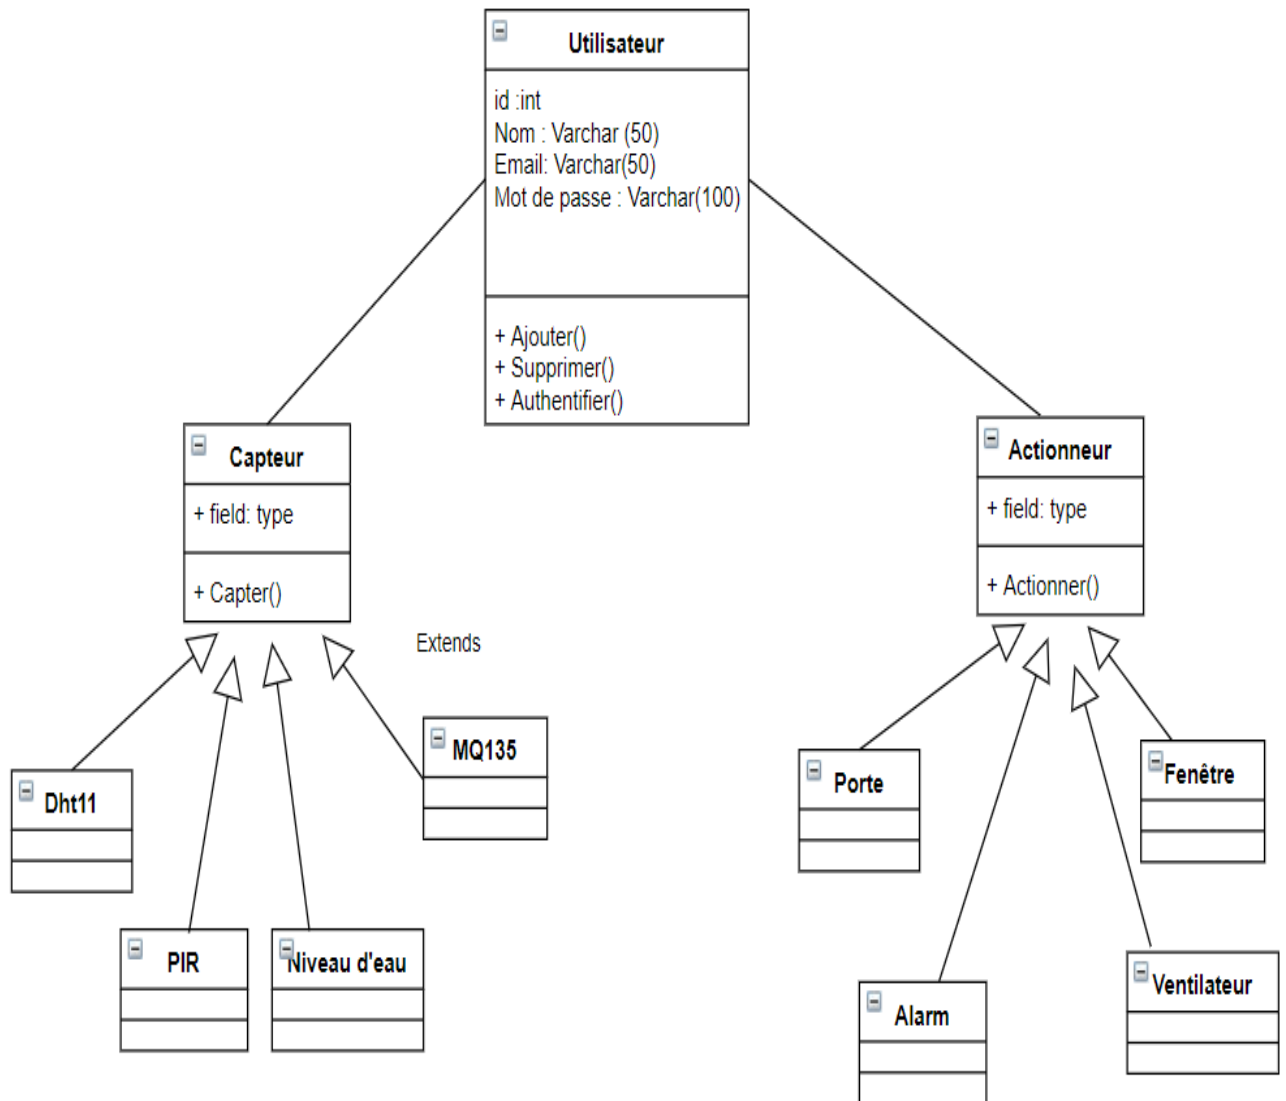 Utilisateur
id :int
Nom : Varchar (50)
Email: Varchar(50)
Mot de passe : Varchar(100)
+ Ajouter()
+ Supprimer()
+ Authentifier()
Capteur
+ field: type
+ Capter()
Actionneur
+ field: type
+ Actionner()
Extends
MQ135
Dht11
PIR
Niveau d'eau
Porte
Fenêtre
Alarm
Ventilateur